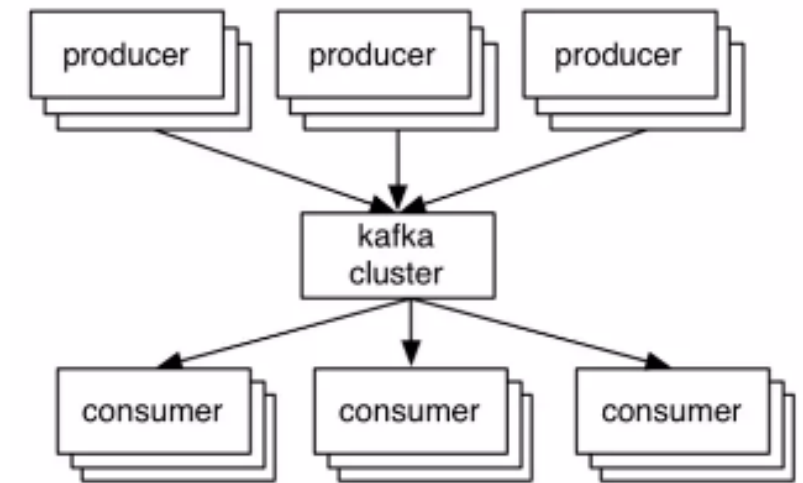 producer
producer
producer
kafka
cluster
consumer
consumer
consumer